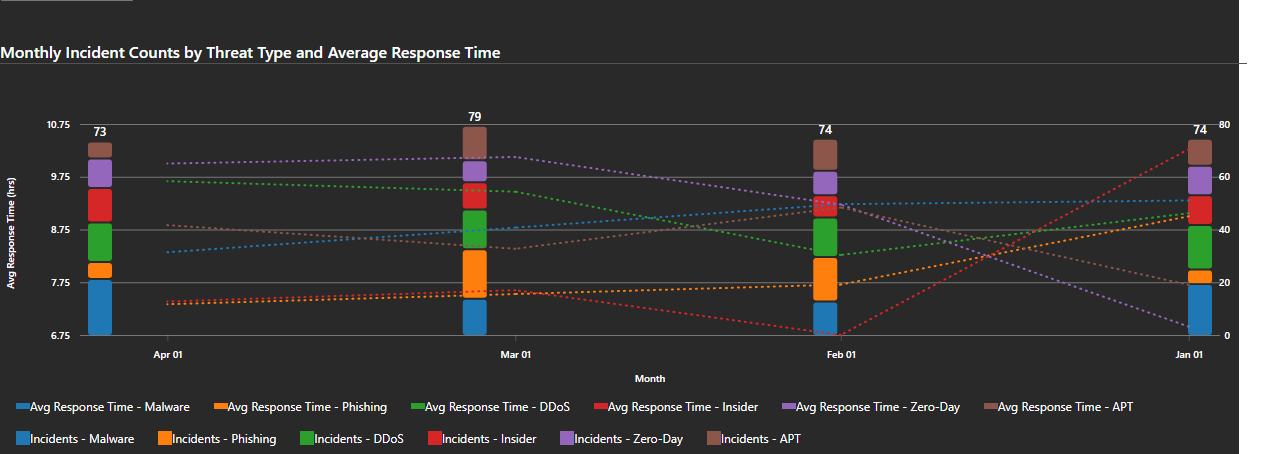 Monthly Incident Counts by Threat Type and Average Response Time
73
79
74
74
10.75
9.75
8.75
7.75
6.75
Avg Response Time (hrs)
80
60
40
20
0
Apr 01
Mar 01
Feb 01
Jan 01
Month
Avg Response Time - Malware
Avg Response Time - Phishing
Avg Response Time - DDoS
Avg Response Time - Insider
Avg Response Time - Zero-Day
Avg Response Time - APT
Incidents - Malware
Incidents - Phishing
Incidents - DDoS
Incidents - Insider
Incidents - Zero-Day
Incidents - APT